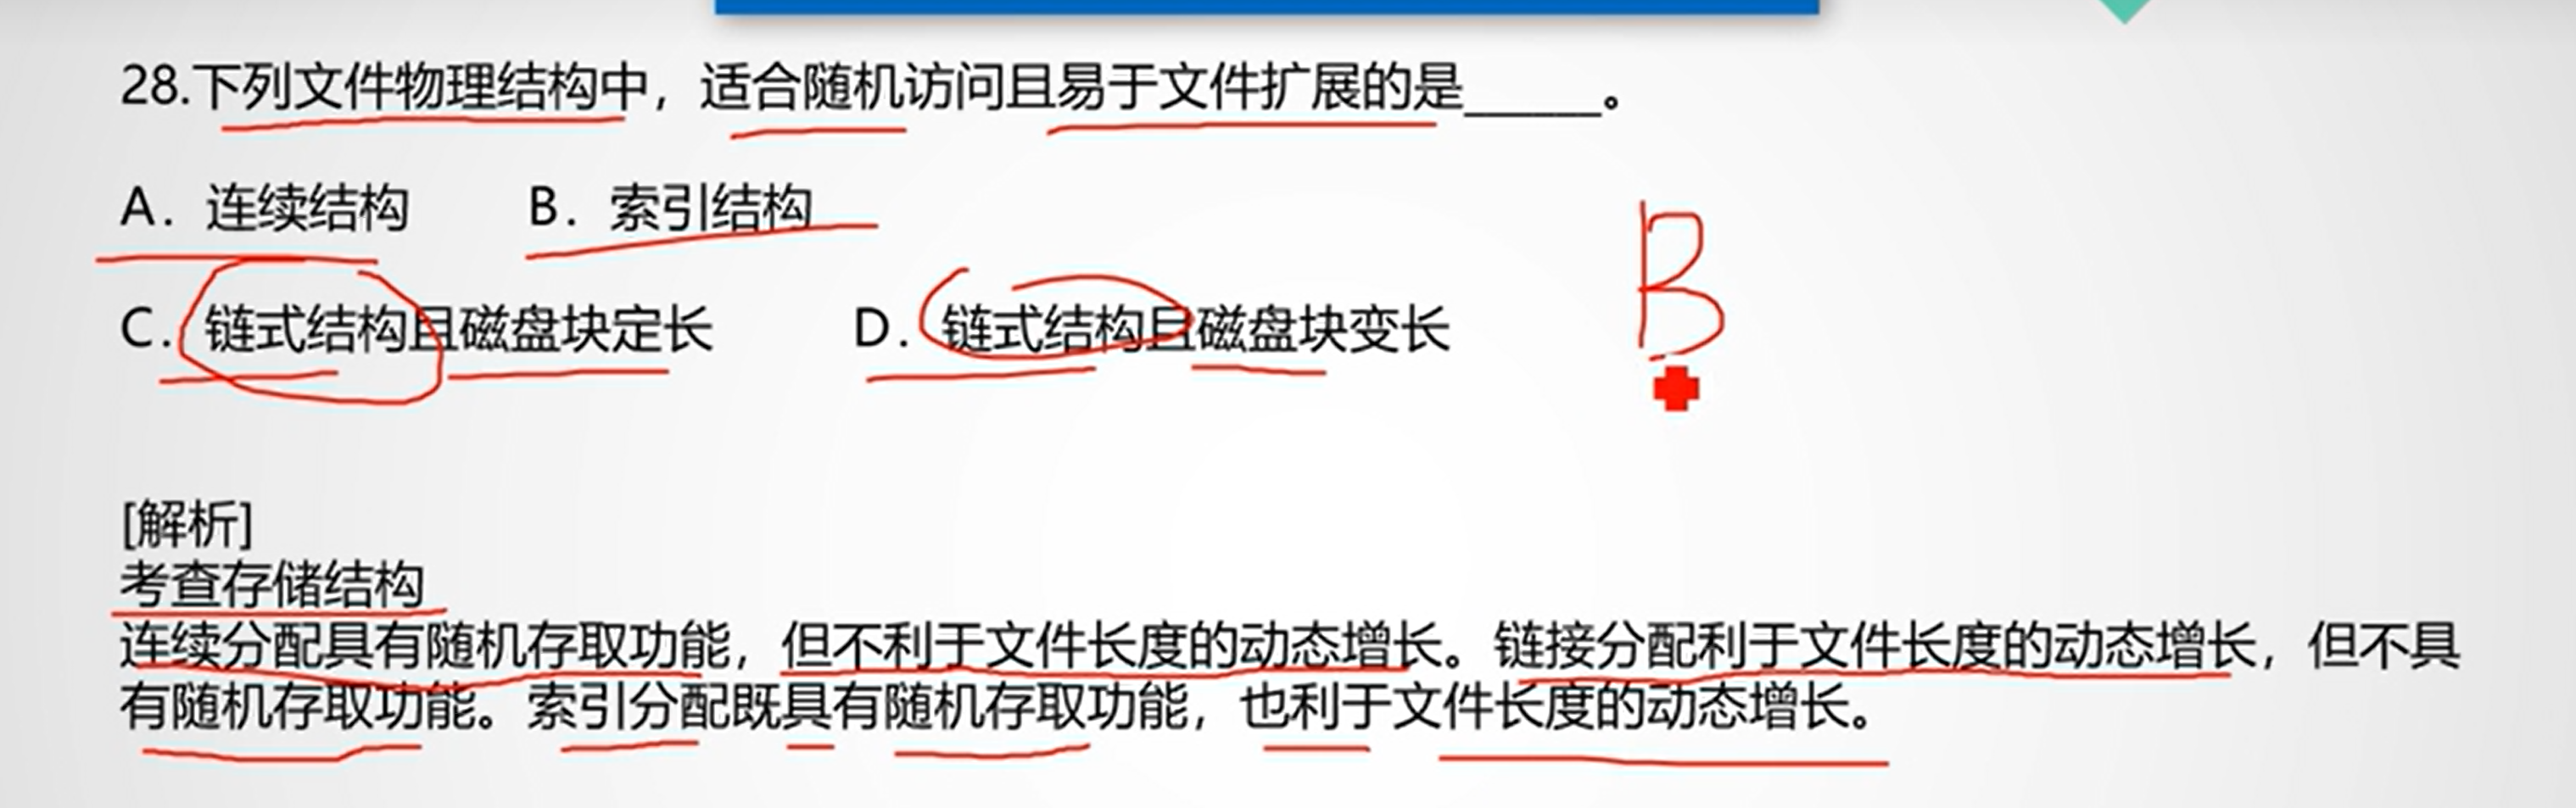 28.下列文件物理结构中，适合随机访问且易于文件扩展的是______。
A. 连续结构 B. 索引结构
C. 链式结构且磁盘块定长 D. 链式结构且磁盘块变长
B
[解析]
考查存储结构
连续分配具有随机存取功能，但不利于文件长度的动态增长。链接分配利于文件长度的动态增长，但不具
有随机存取功能。索引分配既具有随机存取功能，也利于文件长度的动态增长。